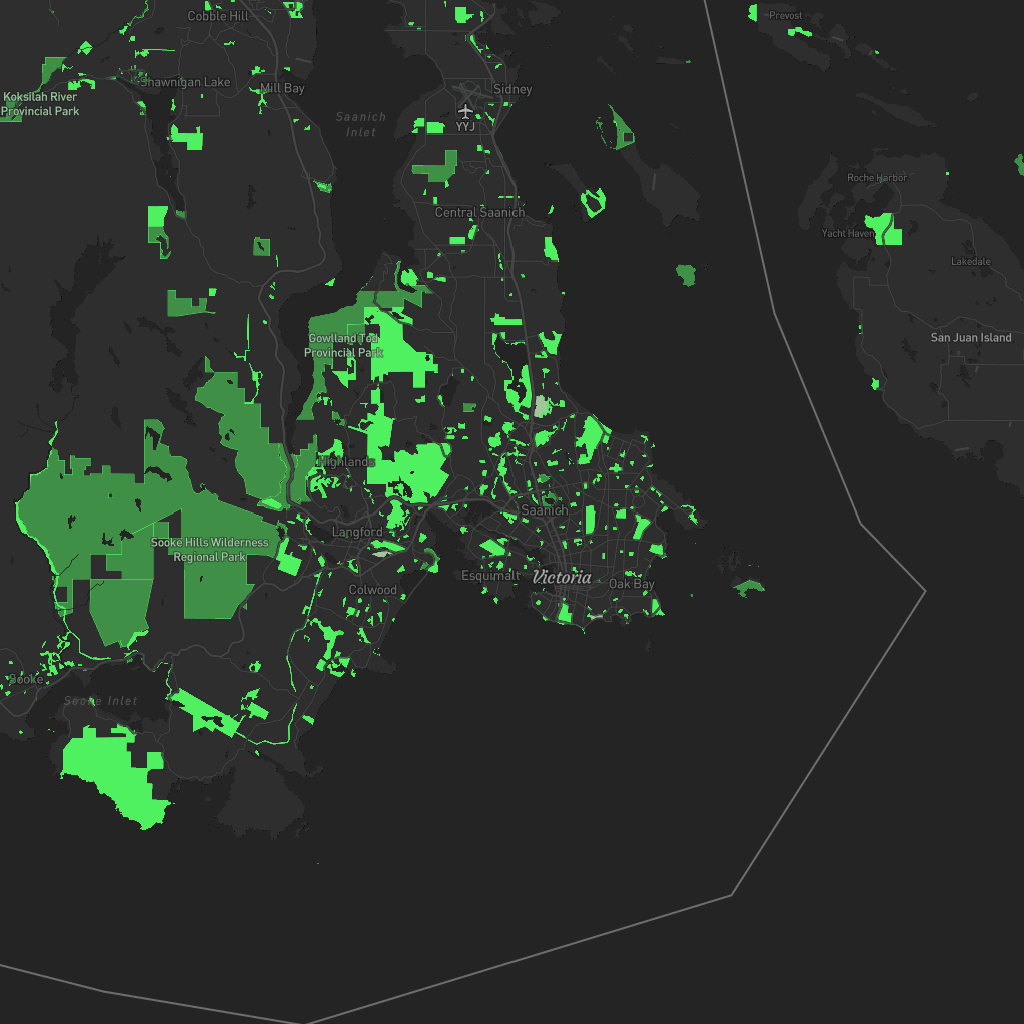 Cobble Hill
Prevost
Shawnigan Lake
Mill Bay
Sidney
Koksilah River
Provincial Park
Saanich
Inlet
YYJ
Roche Harbor
Central Saanich
Yacht Haven
Lakedale
Gowlland Tod
Provincial Park
San Juan Island
Highlands
Saanich
Langford
Sooke Hills Wilderness
Regional Park
Esquimalt
Victoria
Oak Bay
Colwood
Sooke
Sooke Inlet